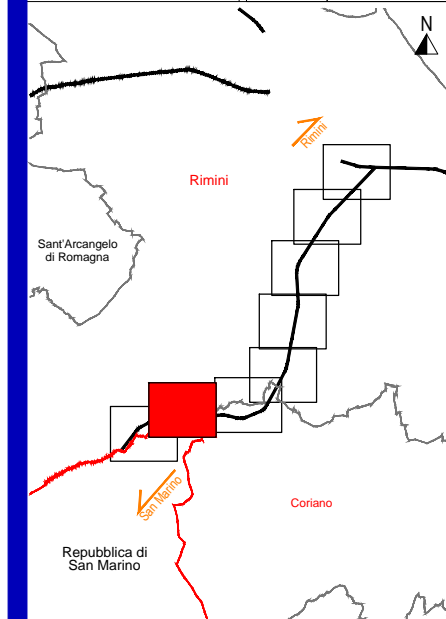 N
Rimini
Rimini
Sant'Arcangelo
di Romagna
San Marino
Coriano
Repubblica di
San Marino